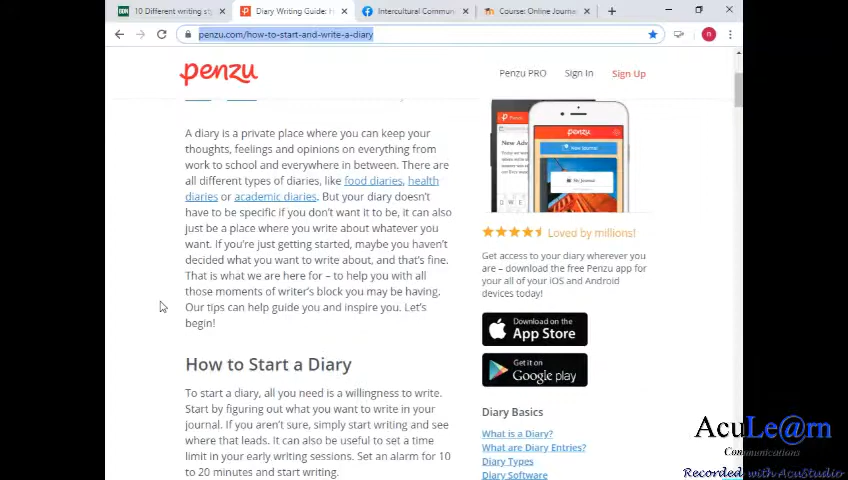 10 Different writing st
Diary Writing Guide: H
Intercultural Commun
Course: Online Journa
penzu.com/how-to-start-and-write-a-diary
penzu
Penzu PRO
Sign In
Sign Up
A diary is a private place where you can keep your
thoughts, feelings and opinions on everything from
work to school and everywhere in between. There are
all different types of diaries, like food diaries, health
diaries or academic diaries. But your diary doesn't
have to be specific if you don't want it to be, it can also
just be a place where you write about whatever you
want. If you're just getting started, maybe you haven't
decided what you want to write about, and that's fine.
That is what we are here for – to help you with all
those moments of writer's block you may be having.
Our tips can help guide you and inspire you. Let's
begin!
How to Start a Diary
To start a diary, all you need is a willingness to write.
Start by figuring out what you want to write in your
journal. If you aren't sure, simply start writing and see
where that leads. It can also be useful to set a time
limit in your early writing sessions. Set an alarm for 10
to 20 minutes and start writing.
penzu
New Journal
Loved by millions!
Get access to your diary wherever you
are – download the free Penzu app for
your all of your iOS and Android
devices today!
Download on the
App Store
Get it on
Google play
Diary Basics
What is a Diary?
What are Diary Entries?
Diary Types
Diary Software
AcuLe@rn
Communications
Recorded with AcuStudio